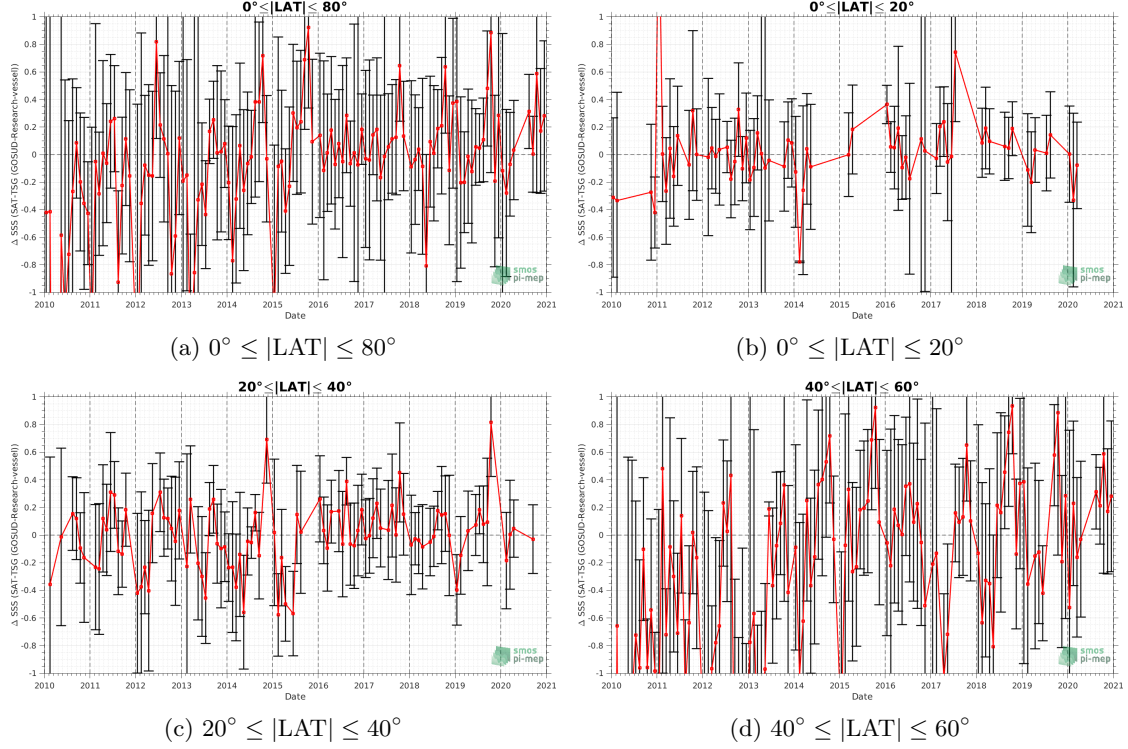 0°≤|LAT|≤ 80°
Δ SSS (SAT-TSG (GOSUD-Research-vessel))
1
0.8
0.6
0.4
0.2
0
-0.2
-0.4
-0.6
-0.8
-1
smos
pi-mep
2010 2011 2012 2013 2014 2015 2016 2017 2018 2019 2020 2021
Date
(a) 0° ≤ |LAT| ≤ 80°
0°≤|LAT|≤ 20°
Δ SSS (SAT-TSG (GOSUD-Research-vessel))
1
0.8
0.6
0.4
0.2
0
-0.2
-0.4
-0.6
-0.8
-1
smos
pi-mep
2010 2011 2012 2013 2014 2015 2016 2017 2018 2019 2020 2021
Date
(b) 0° ≤ |LAT| ≤ 20°
20°≤|LAT|≤ 40°
Δ SSS (SAT-TSG (GOSUD-Research-vessel))
1
0.8
0.6
0.4
0.2
0
-0.2
-0.4
-0.6
-0.8
-1
smos
pi-mep
2010 2011 2012 2013 2014 2015 2016 2017 2018 2019 2020 2021
Date
(c) 20° ≤ |LAT| ≤ 40°
40°≤|LAT|≤ 60°
Δ SSS (SAT-TSG (GOSUD-Research-vessel))
1
0.8
0.6
0.4
0.2
0
-0.2
-0.4
-0.6
-0.8
-1
smos
pi-mep
2010 2011 2012 2013 2014 2015 2016 2017 2018 2019 2020 2021
Date
(d) 40° ≤ |LAT| ≤ 60°